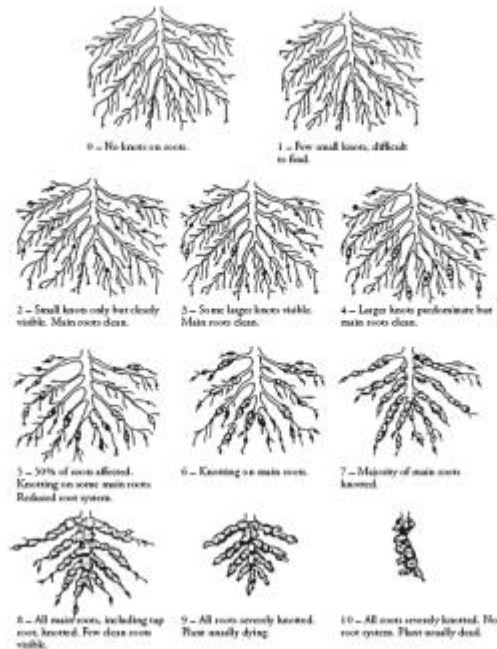 0 – No knots on roots.
1 – Few small knots, difficult
to find.
2 – Small knots only but clearly
visible. Main roots clean.
3 – Some larger knots visible.
Main roots clean.
4 – Larger knots predominate but
main roots clean.
5 – 50% of roots affected.
Knotting on some main roots
Reduced root system.
6 – Knotting on main roots.
7 – Majority of main roots
knotted.
8 – All main roots, including tap
root, knotted. Few clean roots
visible.
9 – All roots severely knotted.
Plant usually dying.
10 – All roots severely knotted. No
root system. Plant usually dead.